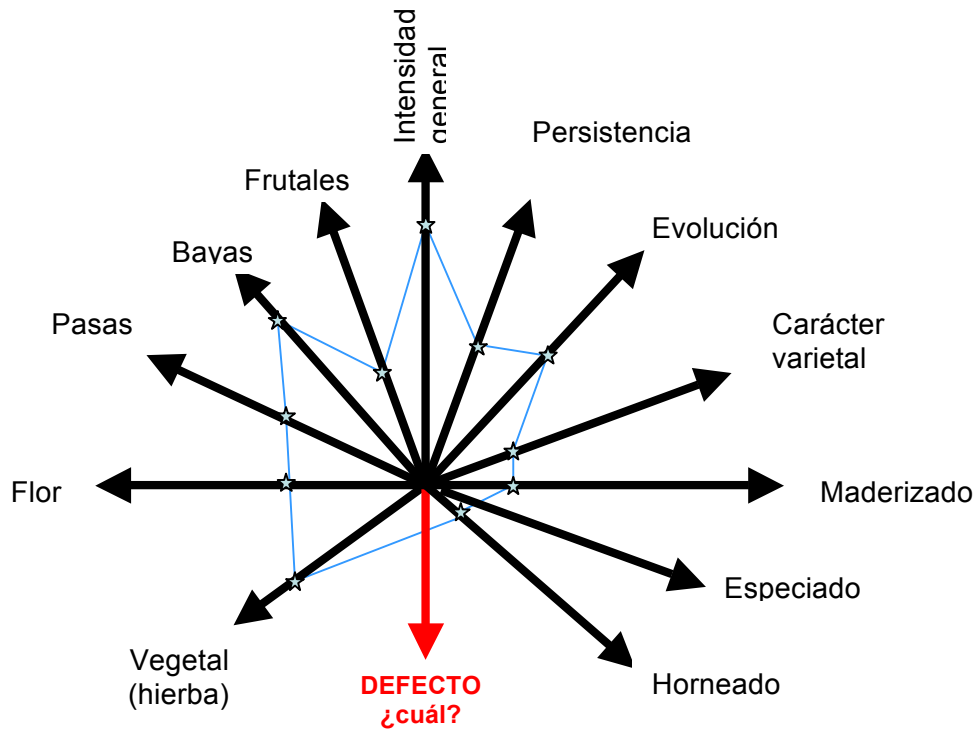 Intensidad
general
Persistencia
Frutales
Evolución
Bayas
Pasas
Carácter
varietal
Flor
Maderizado
Especiado
Vegetal
(hierba)
Horneado
DEFECTO
¿cuál?